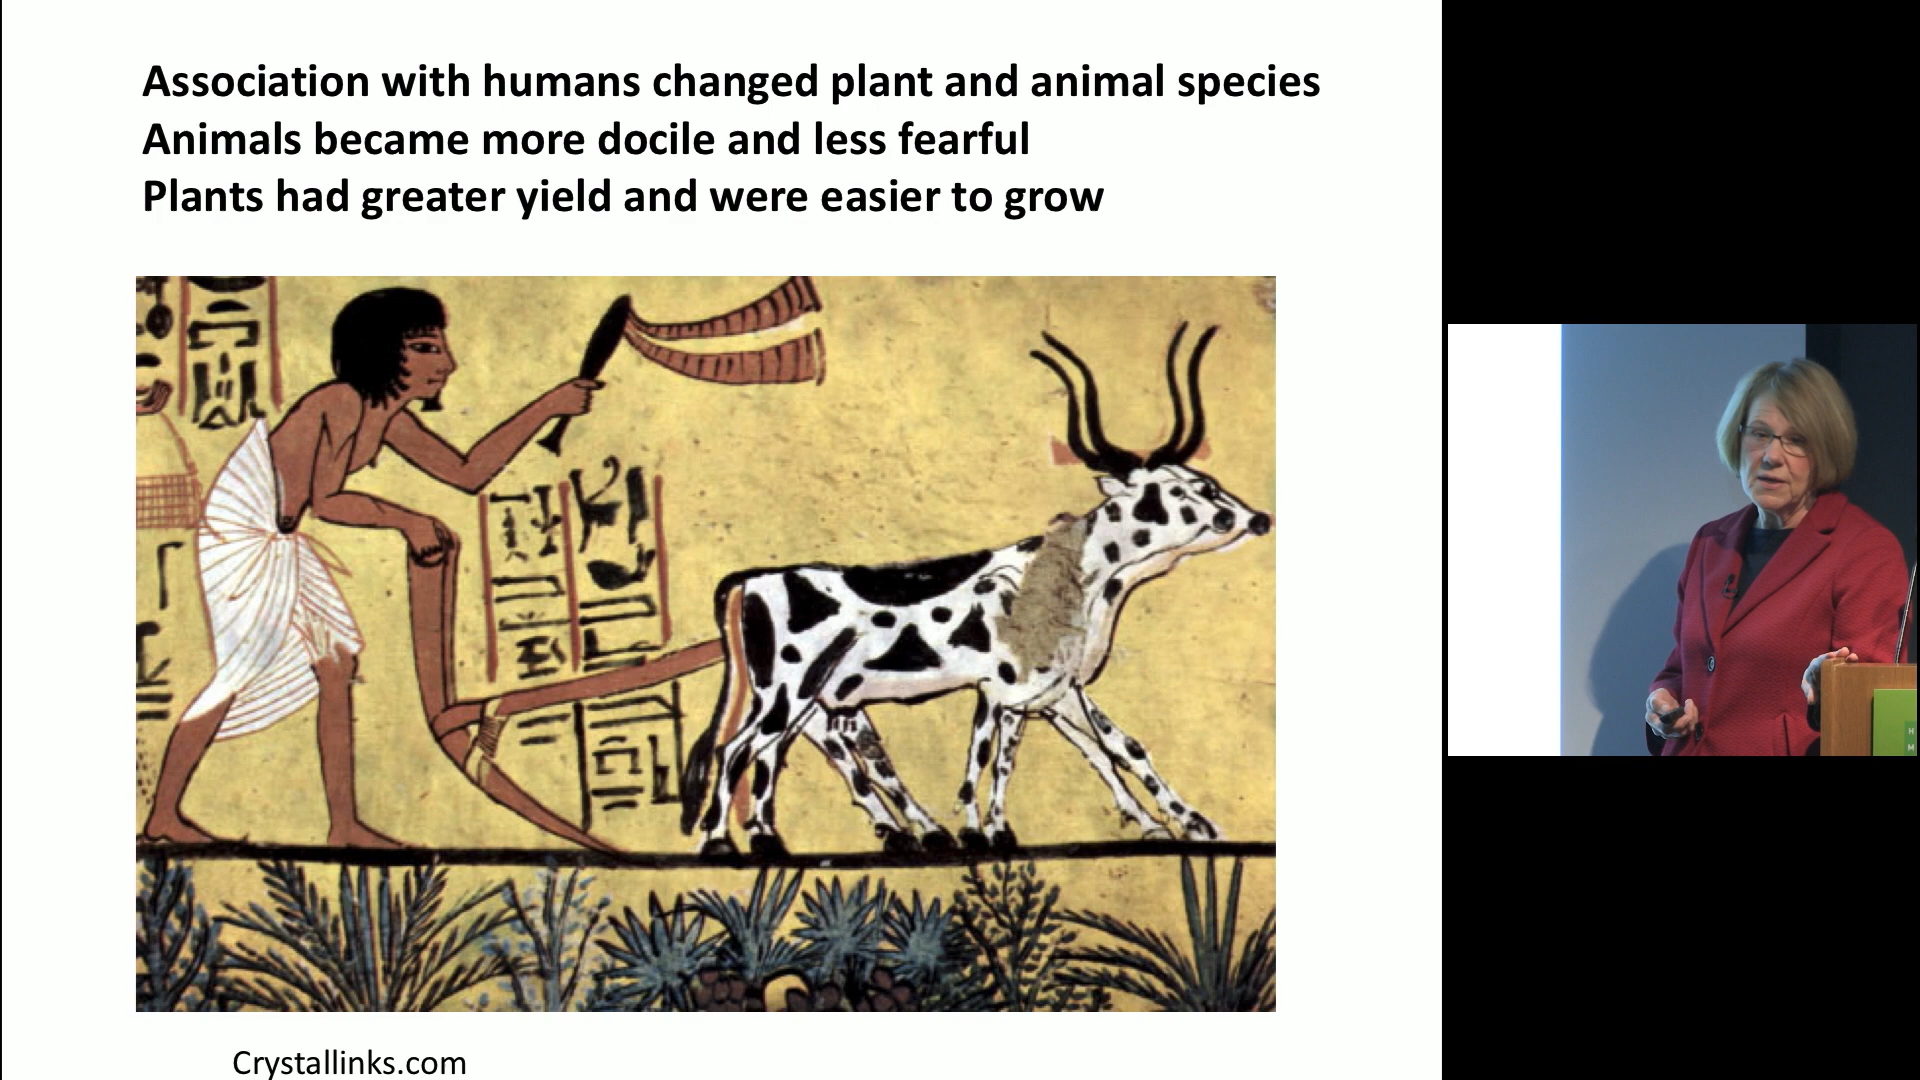 Association with humans changed plant and animal species
Animals became more docile and less fearful
Plants had greater yield and were easier to grow
Crystallinks.com
H
M